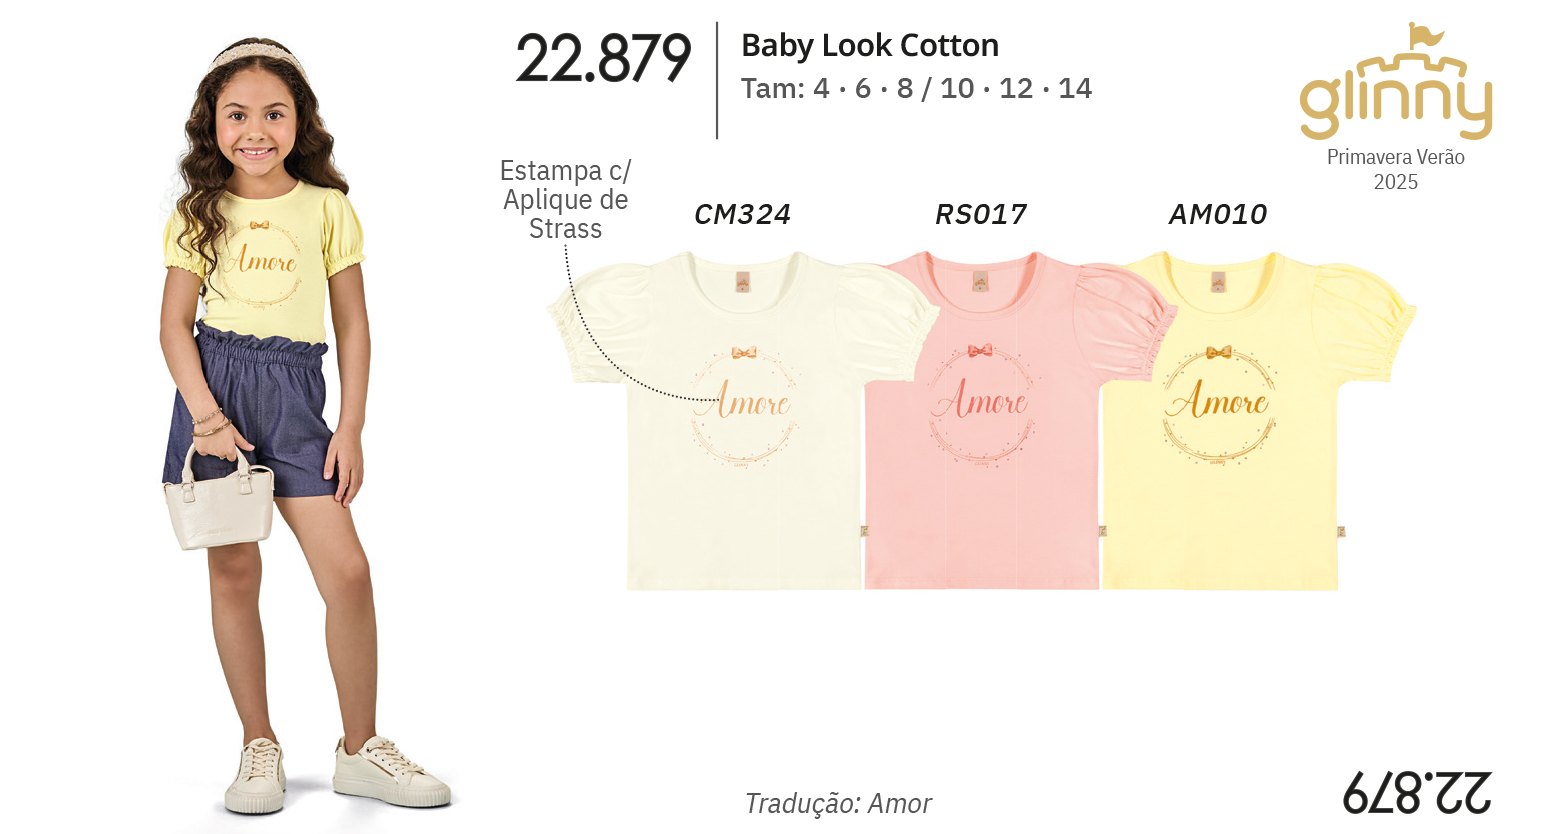 22.879
Baby Look Cotton
Tam: 4 · 6 · 8 / 10 · 12 · 14
glinny
Primavera Verão
2025
Estampa c/
Aplique de
Strass
CM324
RS017
AM010
Amore
Amore
Amore
Amore
Tradução: Amor
22.879